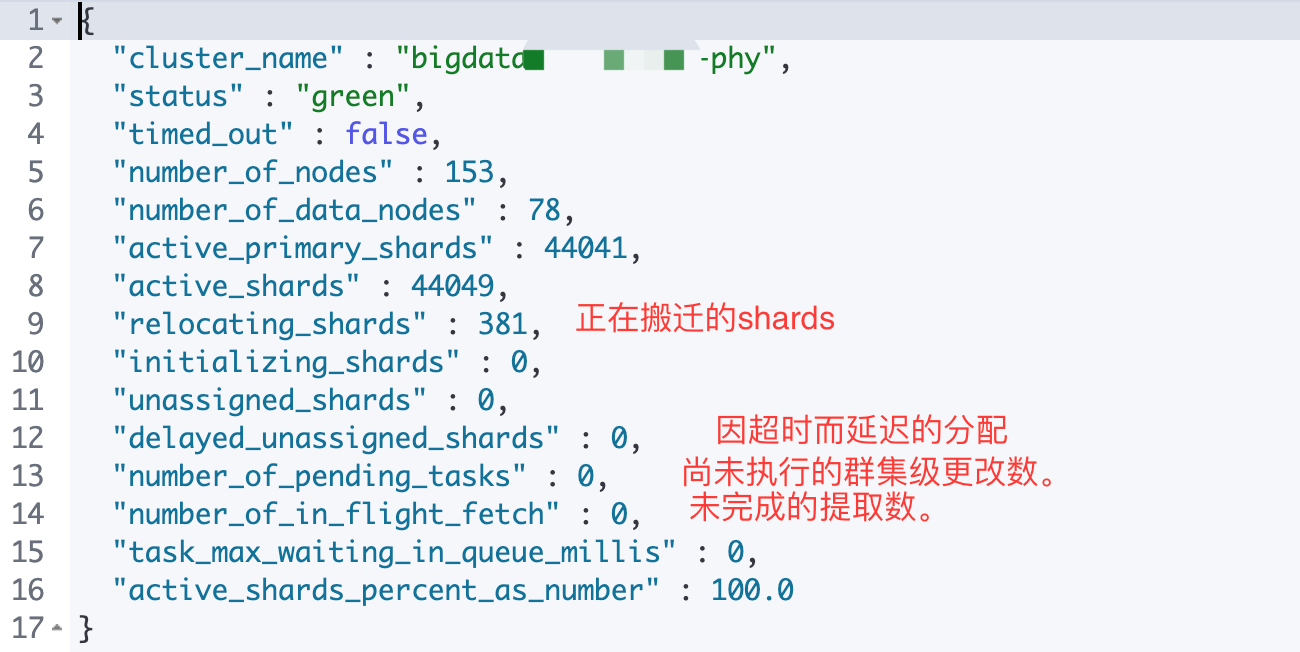 1 {
2 "cluster_name" : "bigdata -phy",
3 "status" : "green",
4 "timed_out" : false,
5 "number_of_nodes" : 153,
6 "number_of_data_nodes" : 78,
7 "active_primary_shards" : 44041,
8 "active_shards" : 44049,
9 "relocating_shards" : 381, 正在搬迁的shards
10 "initializing_shards" : 0,
11 "unassigned_shards" : 0,
12 "delayed_unassigned_shards" : 0, 因超时而延迟的分配
13 "number_of_pending_tasks" : 0, 尚未执行的群集级更改数。
14 "number_of_in_flight_fetch" : 0, 未完成的提取数。
15 "task_max_waiting_in_queue_millis" : 0,
16 "active_shards_percent_as_number" : 100.0
17 }